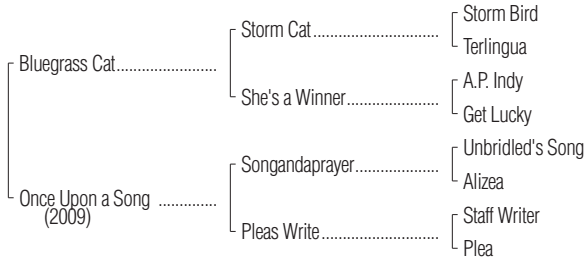 Storm Bird
Storm Cat
Terlingua
Bluegrass Cat
A.P. Indy
She's a Winner
Get Lucky
Unbridled's Song
Songandaprayer
Alizea
Once Upon a Song
(2009)
Staff Writer
Pleas Write
Plea